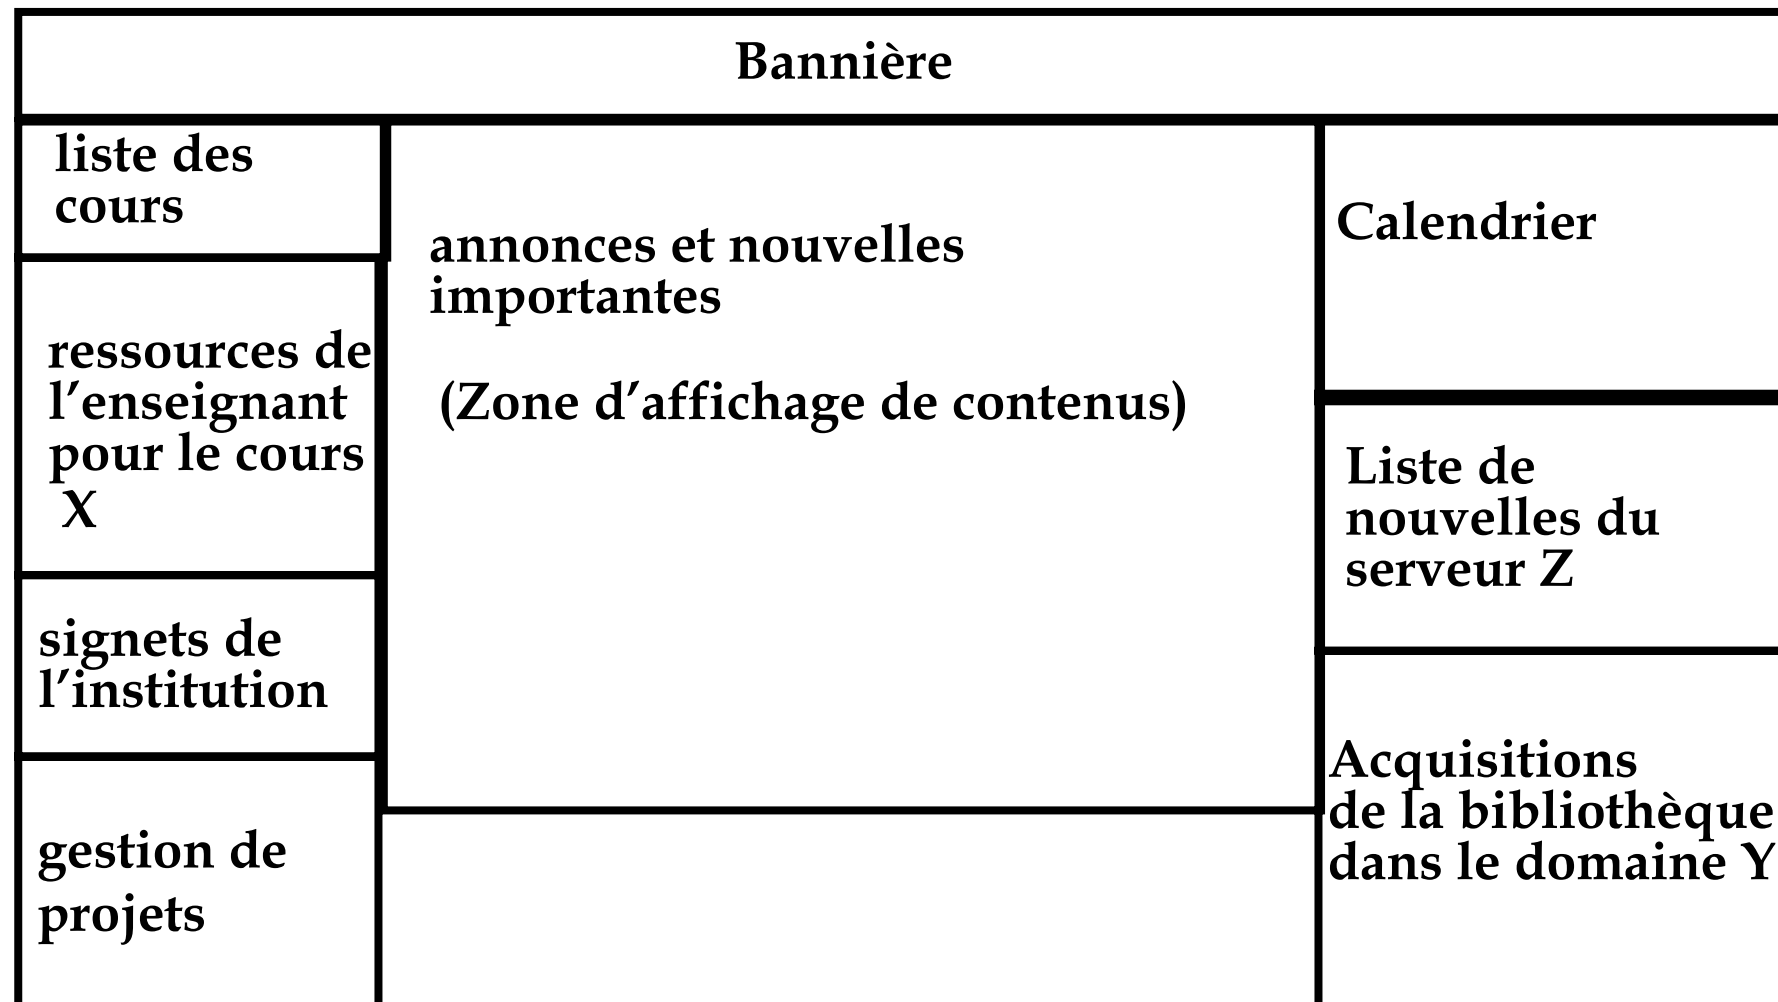 Bannière
liste des
cours
ressources de
l’enseignant
pour le cours
X
signets de
l’institution
gestion de
projets
annonces et nouvelles
importantes
(Zone d’affichage de contenus)
Calendrier
Liste de
nouvelles du
serveur Z
Acquisitions
de la bibliothèque
dans le domaine Y